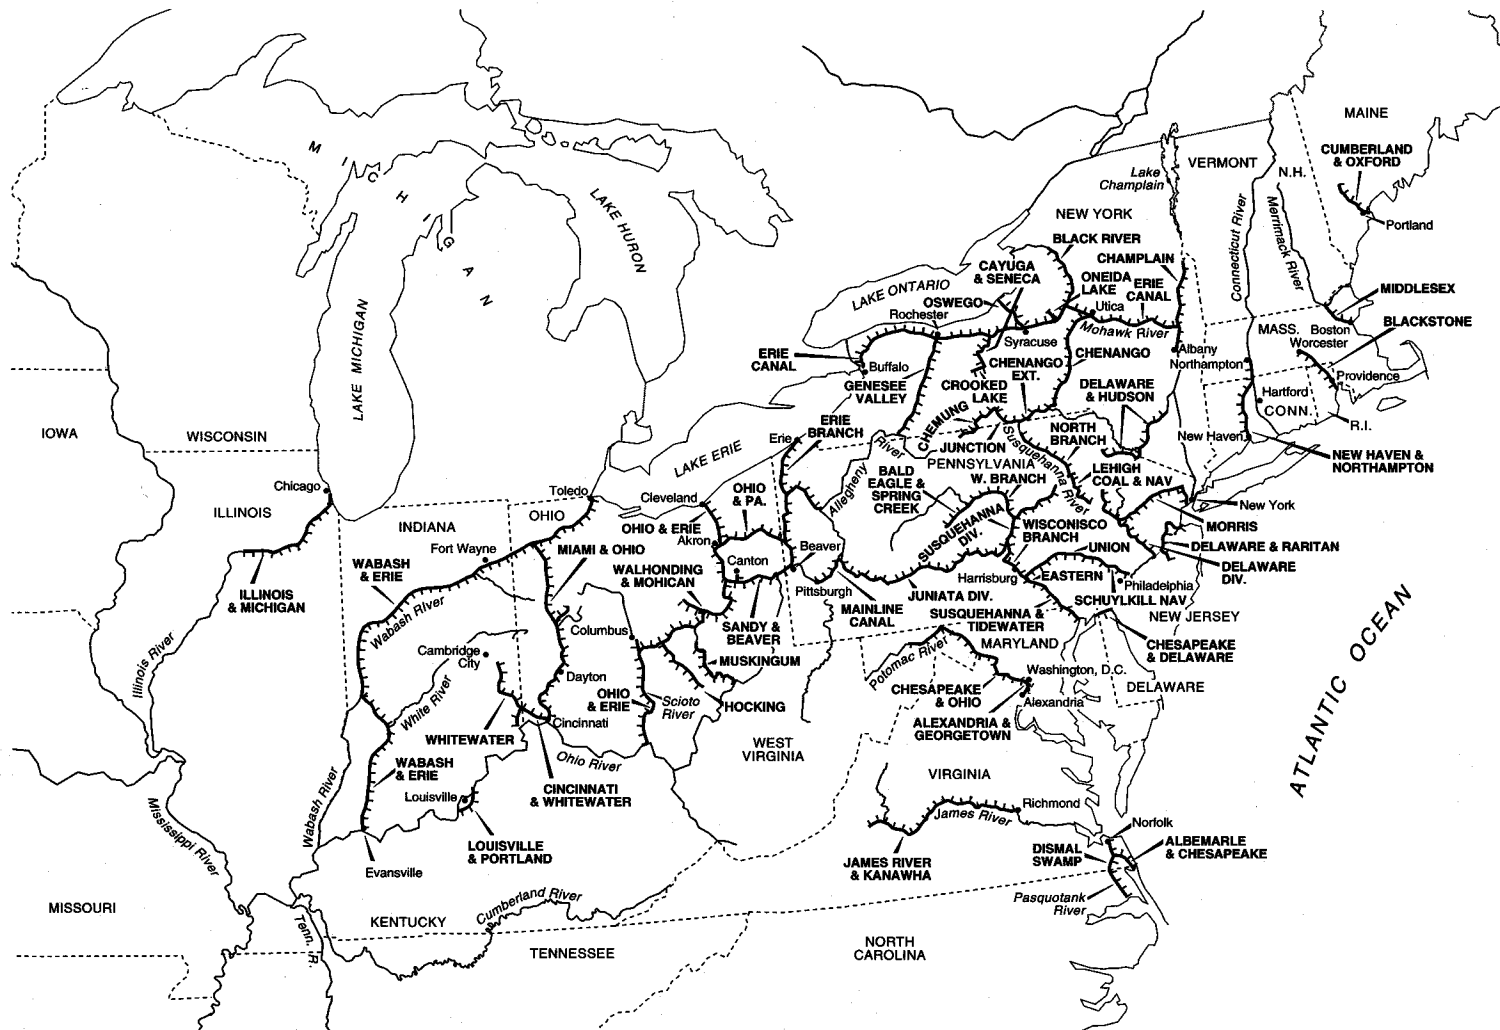 MAINE
CUMBERLAND
& OXFORD
VERMONT
Lake
Champlain
N.H.
MICHIGAN
LAKE HURON
NEW YORK
Connecticut River
Merrimack River
Portland
BLACK RIVER
CHAMPLAIN
CAYUGA
& SENECA
ONEIDA
LAKE
ERIE
CANAL
LAKE ONTARIO
OSWEGO
Rochester
Utica
MIDDLESEX
LAKE MICHIGAN
Mohawk River
MASS.
Boston
Worcester
BLACKSTONE
Syracuse
ERIE
CANAL
Buffalo
CHENANGO
EXT.
CHENANGO
Albany
Northampton
GENESEE
VALLEY
CROOKED
LAKE
DELAWARE
& HUDSON
Providence
Hartford
CONN.
R.I.
CHEMUNG
ERIE
BRANCH
IOWA
WISCONSIN
LAKE ERIE
Erie
River
Allegheny
JUNCTION
Susquehanna River
NORTH
BRANCH
New Haven
NEW HAVEN &
NORTHAMPTON
PENNSYLVANIA
BALD
EAGLE &
SPRING
CREEK
W. BRANCH
LEHIGH
COAL & NAV
Chicago
Toledo
Cleveland
OHIO
& PA.
New York
ILLINOIS
INDIANA
OHIO
OHIO & ERIE
Akron
SUSQUEHANNA
DIV.
WISCONISCO
BRANCH
MORRIS
Fort Wayne
MIAMI & OHIO
Beaver
UNION
DELAWARE & RARITAN
WABASH
& ERIE
WALHONDING
& MOHICAN
Canton
DELAWARE
DIV.
Harrisburg
EASTERN
Philadelphia
ILLINOIS
& MICHIGAN
Pittsburgh
JUNIATA DIV.
SCHUYLKILL NAV
MAINLINE
CANAL
SUSQUEHANNA &
TIDEWATER
NEW JERSEY
Wabash River
Columbus
SANDY &
BEAVER
MARYLAND
CHESAPEAKE
& DELAWARE
Illinois River
Cambridge
City
MUSKINGUM
Potomac River
Washington, D.C.
White River
Dayton
DELAWARE
OHIO
& ERIE
Scioto
River
HOCKING
CHESAPEAKE
& OHIO
Alexandria
ATLANTIC OCEAN
WHITEWATER
Cincinnati
ALEXANDRIA &
GEORGETOWN
WEST
VIRGINIA
WABASH
& ERIE
Ohio River
VIRGINIA
CINCINNATI
& WHITEWATER
Louisville
Wabash River
Richmond
James River
Mississippi River
LOUISVILLE
& PORTLAND
Norfolk
JAMES RIVER
& KANAWHA
DISMAL
SWAMP
ALBEMARLE
& CHESAPEAKE
Evansville
Pasquotank
River
MISSOURI
KENTUCKY
Cumberland River
Tenn. R.
TENNESSEE
NORTH
CAROLINA